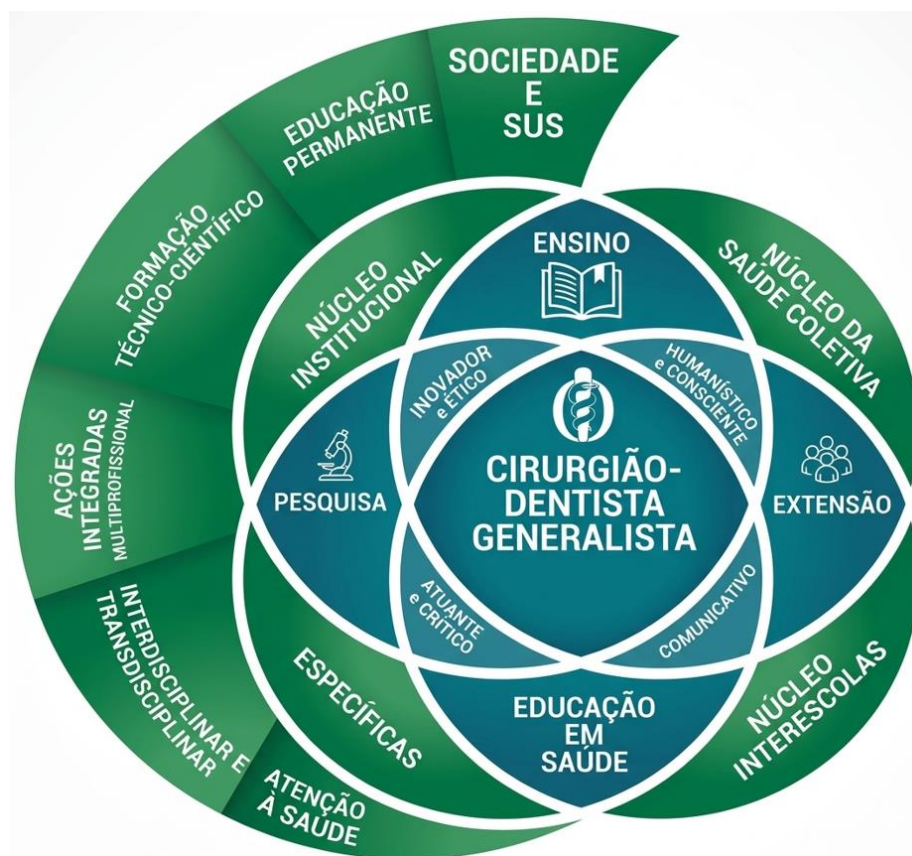 SOCIEDADE
E
SUS
EDUCAÇÃO
PERMANENTE
FORMAÇÃO
TÉCNICO-CIENTÍFICO
AÇÕES
INTEGRADAS
MULTIPROFISSIONAL
INTERDISCIPLINAR E
TRANSDISCIPLINAR
ATENÇÃO
À SAÚDE
NÚCLEO
INSTITUCIONAL
ENSINO
NÚCLEO DA
SAÚDE COLETIVA
INOVADOR
e ÉTICO
HUMANÍSTICO
e CONSCIENTE
PESQUISA
CIRURGIÃO-
DENTISTA
GENERALISTA
EXTENSÃO
ATUANTE
e CRÍTICO
COMUNICATIVO
ESPECÍFICAS
EDUCAÇÃO
EM
SAÚDE
NÚCLEO
INTERESCOLAS